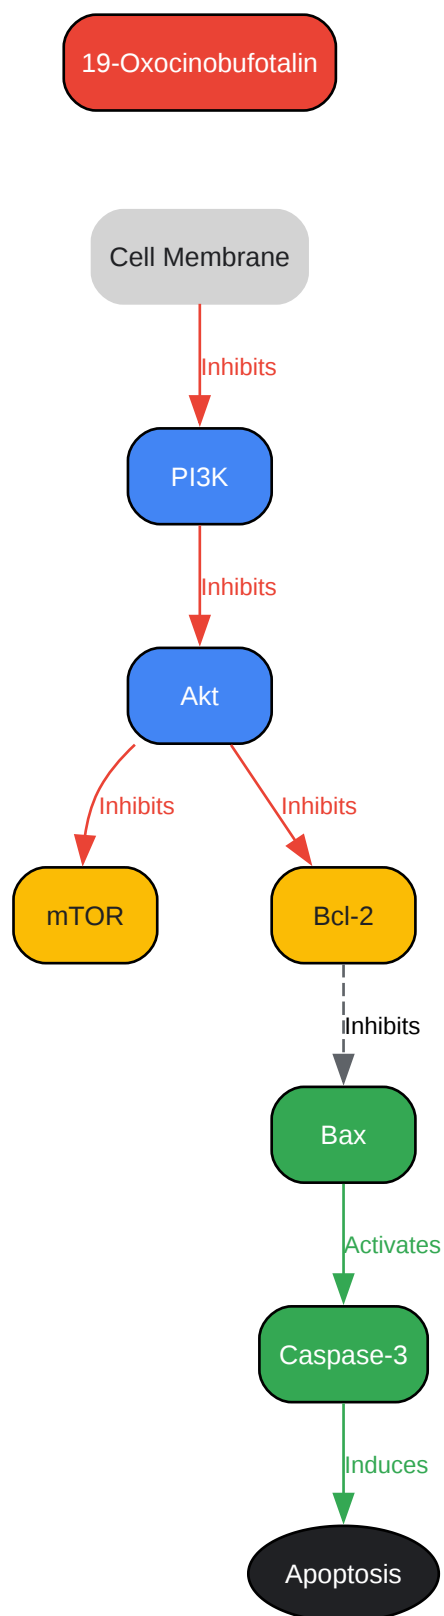 19-Oxocinobufotalin
Cell Membrane
Inhibits
PI3K
Inhibits
Akt
Inhibits
Inhibits
mTOR
Bcl-2
Inhibits
Bax
Activates
Caspase-3
Induces
Apoptosis